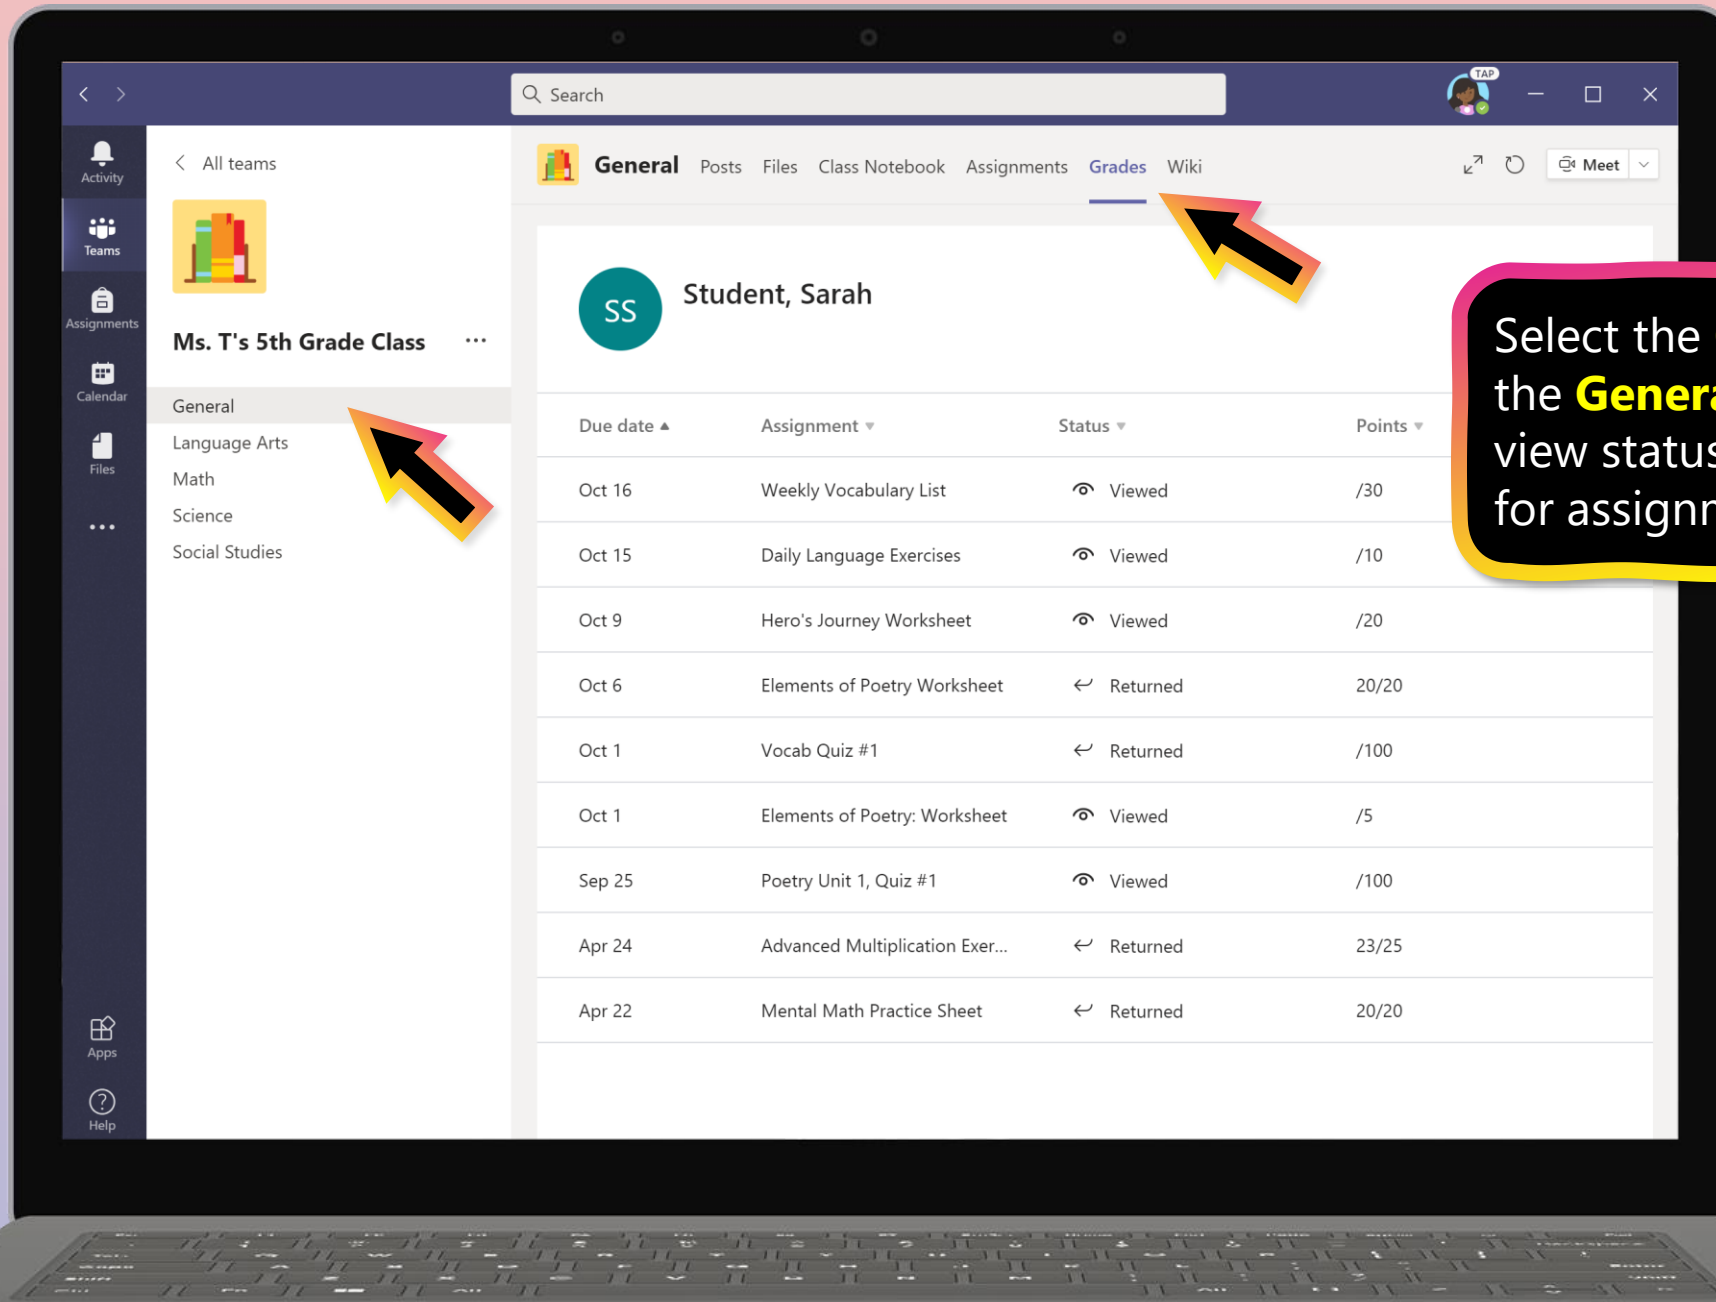 Search
TAP
Activity
Teams
Assignments
Calendar
Files
Apps
Help
All teams
Ms. T's 5th Grade Class
General
Language Arts
Math
Science
Social Studies
General Posts Files Class Notebook Assignments Grades Wiki
Meet
SS
Student, Sarah
Due date Assignment Status Points
Oct 16 Weekly Vocabulary List Viewed /30
Oct 15 Daily Language Exercises Viewed /10
Oct 9 Hero's Journey Worksheet Viewed /20
Oct 6 Elements of Poetry Worksheet Returned 20/20
Oct 1 Vocab Quiz #1 Returned /100
Oct 1 Elements of Poetry: Worksheet Viewed /5
Sep 25 Poetry Unit 1, Quiz #1 Viewed /100
Apr 24 Advanced Multiplication Exer... Returned 23/25
Apr 22 Mental Math Practice Sheet Returned 20/20
Select the
the
view
for